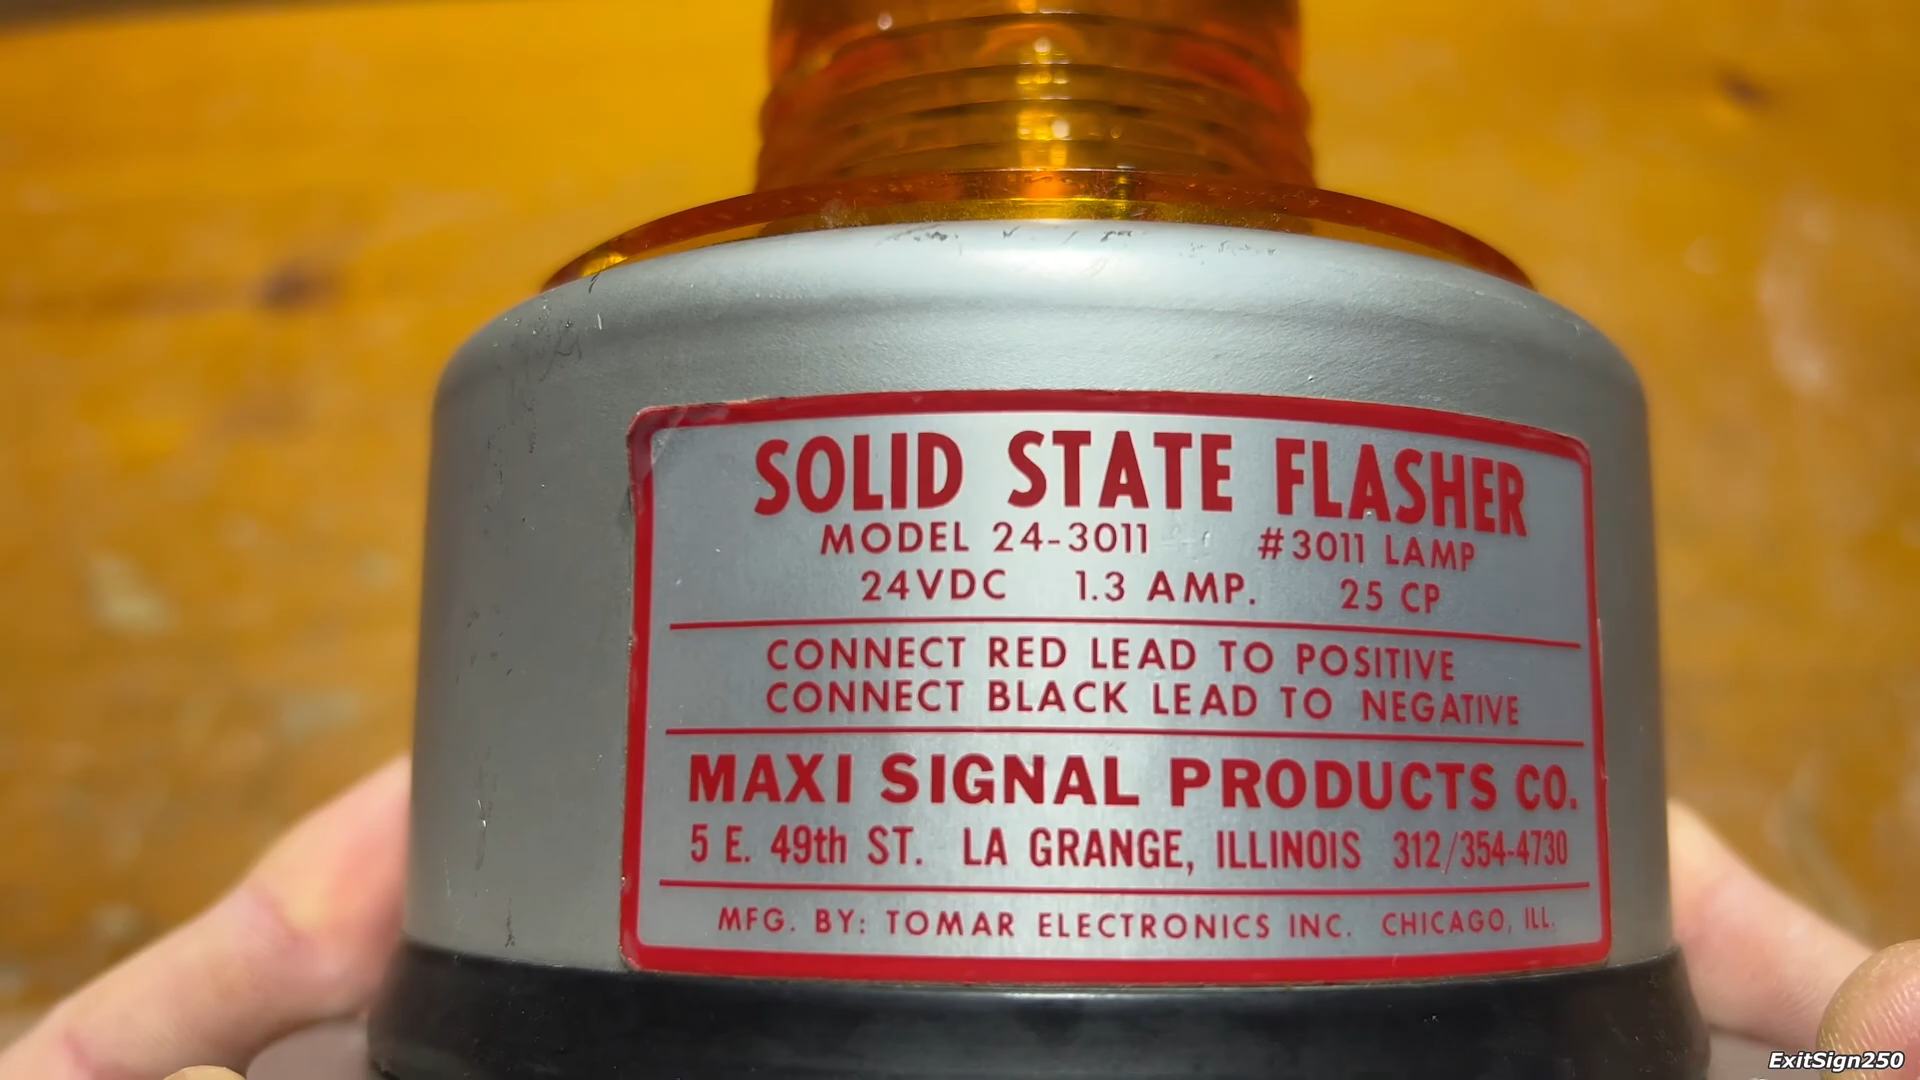 SOLID STATE FLASHER
MODEL 24-3011 #3011 LAMP
24VDC 1.3 AMP. 25 CP
CONNECT RED LEAD TO POSITIVE
CONNECT BLACK LEAD TO NEGATIVE
MAXI SIGNAL PRODUCTS CO.
5 E. 49th ST. LA GRANGE, ILLINOIS 312/354-4730
MFG. BY: TOMAR ELECTRONICS INC. CHICAGO, ILL.
ExitSign250